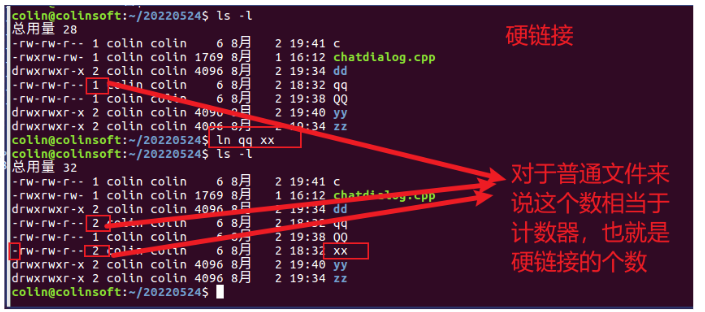 colin@colinsoft:~/20220524$ ls -l
总用量 28
-rw-rw-r-- 1 colin colin    6 8月   2 19:41 c
-rwxrw-rw- 1 colin colin 1769 8月   1 16:12 chatdialog.cpp
drwxrwxr-x 2 colin colin 4096 8月   2 19:34 dd
-rw-rw-r-- 1 colin colin    6 8月   2 18:32 qq
-rw-rw-r-- 1 colin colin    6 8月   2 19:38 QQ
drwxrwxr-x 2 colin colin 4096 8月   2 19:40 yy
drwxrwxr-x 2 colin colin 4096 8月   2 19:34 zz
colin@colinsoft:~/20220524$ ln qq xx
colin@colinsoft:~/20220524$ ls -l
总用量 32
-rw-rw-r-- 1 colin colin    6 8月   2 19:41 c
-rwxrw-rw- 1 colin colin 1769 8月   1 16:12 chatdialog.cpp
drwxrwxr-x 2 colin colin 4096 8月   2 19:34 dd
-rw-rw-r-- 2 colin colin    6 8月   2 18:32 qq
-rw-rw-r-- 1 colin colin    6 8月   2 19:38 QQ
-rw-rw-r-- 2 colin colin    6 8月   2 18:32 xx
drwxrwxr-x 2 colin colin 4096 8月   2 19:40 yy
drwxrwxr-x 2 colin colin 4096 8月   2 19:34 zz
colin@colinsoft:~/20220524$
硬链接
对于普通文件来
说这个数相当于
计数器，也就是
硬链接的个数